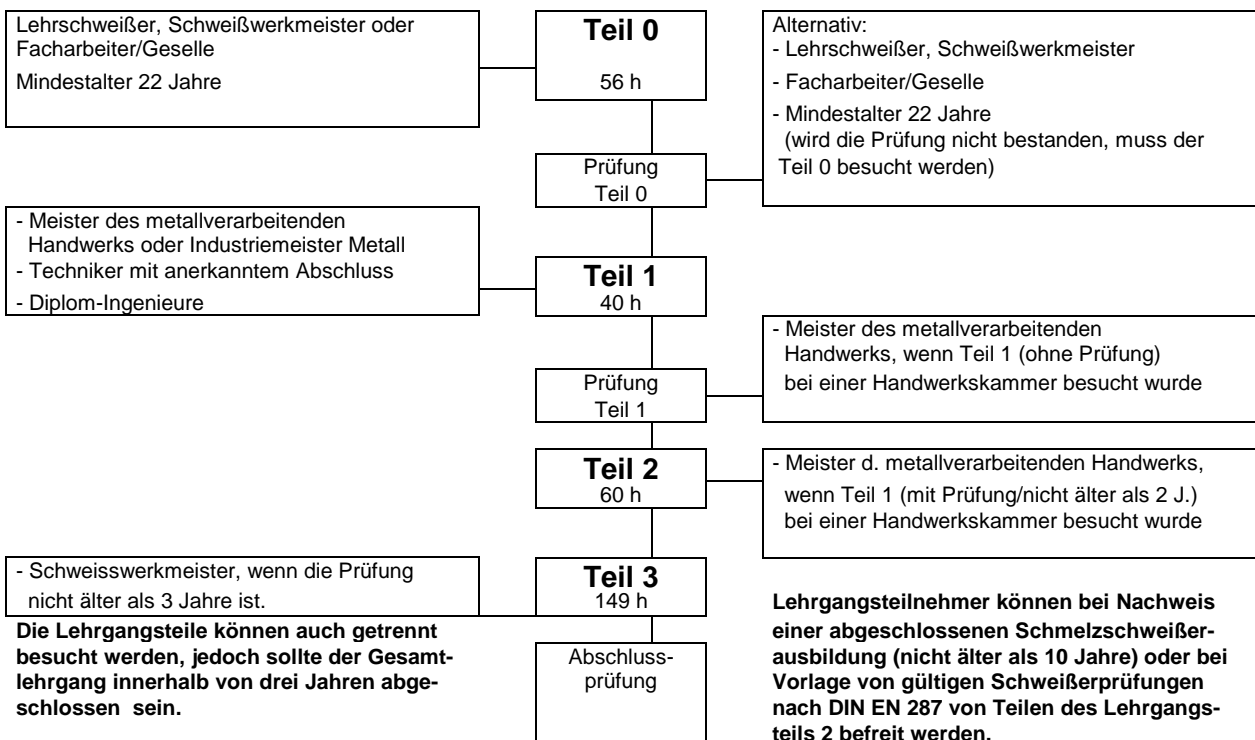 Lehrschweißer, Schweißwerkmeister oder
Facharbeiter/Geselle
Mindestalter 22 Jahre
Teil 0
56 h
Alternativ:
- Lehrschweißer, Schweißwerkmeister
- Facharbeiter/Geselle
- Mindestalter 22 Jahre
(wird die Prüfung nicht bestanden, muss der
Teil 0 besucht werden)
Prüfung
Teil 0
- Meister des metallverarbeitenden
Handwerks oder Industriemeister Metall
- Techniker mit anerkanntem Abschluss
- Diplom-Ingenieure
Teil 1
40 h
- Meister des metallverarbeitenden
Handwerks, wenn Teil 1 (ohne Prüfung)
bei einer Handwerkskammer besucht wurde
Prüfung
Teil 1
Teil 2
60 h
- Meister d. metallverarbeitenden Handwerks,
wenn Teil 1 (mit Prüfung/nicht älter als 2 J.)
bei einer Handwerkskammer besucht wurde
- Schweisswerkmeister, wenn die Prüfung
nicht älter als 3 Jahre ist.
Teil 3
149 h
Die Lehrgangsteile können auch getrennt
besucht werden, jedoch sollte der Gesamt-
lehrgang innerhalb von drei Jahren abge-
schlossen sein.
Abschluss-
prüfung
Lehrgangsteilnehmer können bei Nachweis
einer abgeschlossenen Schmelzschweißer-
ausbildung (nicht älter als 10 Jahre) oder bei
Vorlage von gültigen Schweißerprüfungen
nach DIN EN 287 von Teilen des Lehrgangs-
teils 2 befreit werden.